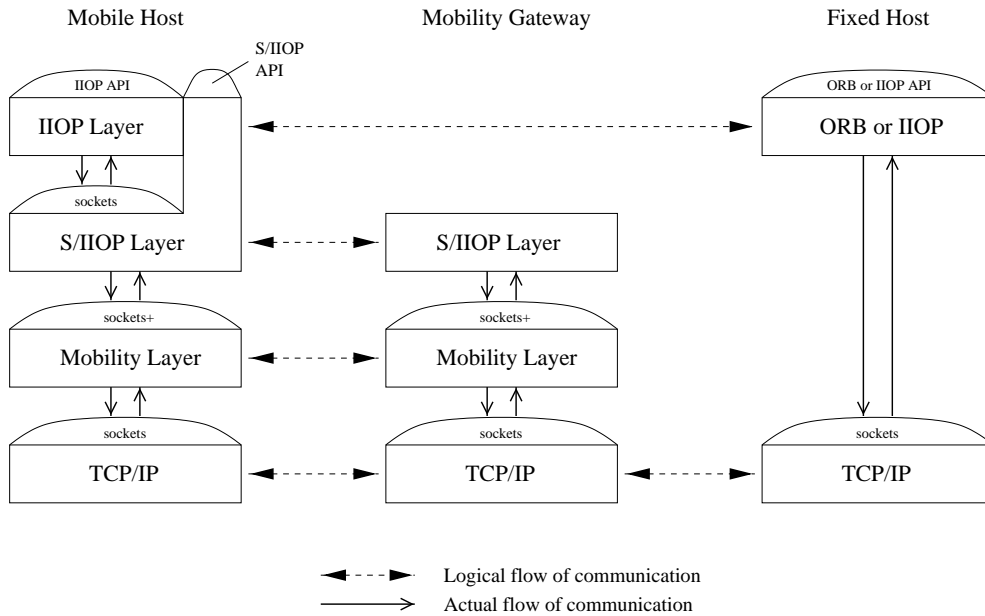 Mobile Host
Mobility Gateway
Fixed Host
S/IIOP
API
IIOP API
ORB or IIOP API
IIOP Layer
ORB or IIOP
sockets
S/IIOP Layer
S/IIOP Layer
sockets+
sockets+
Mobility Layer
Mobility Layer
sockets
sockets
sockets
TCP/IP
TCP/IP
TCP/IP
Logical flow of communication
Actual flow of communication